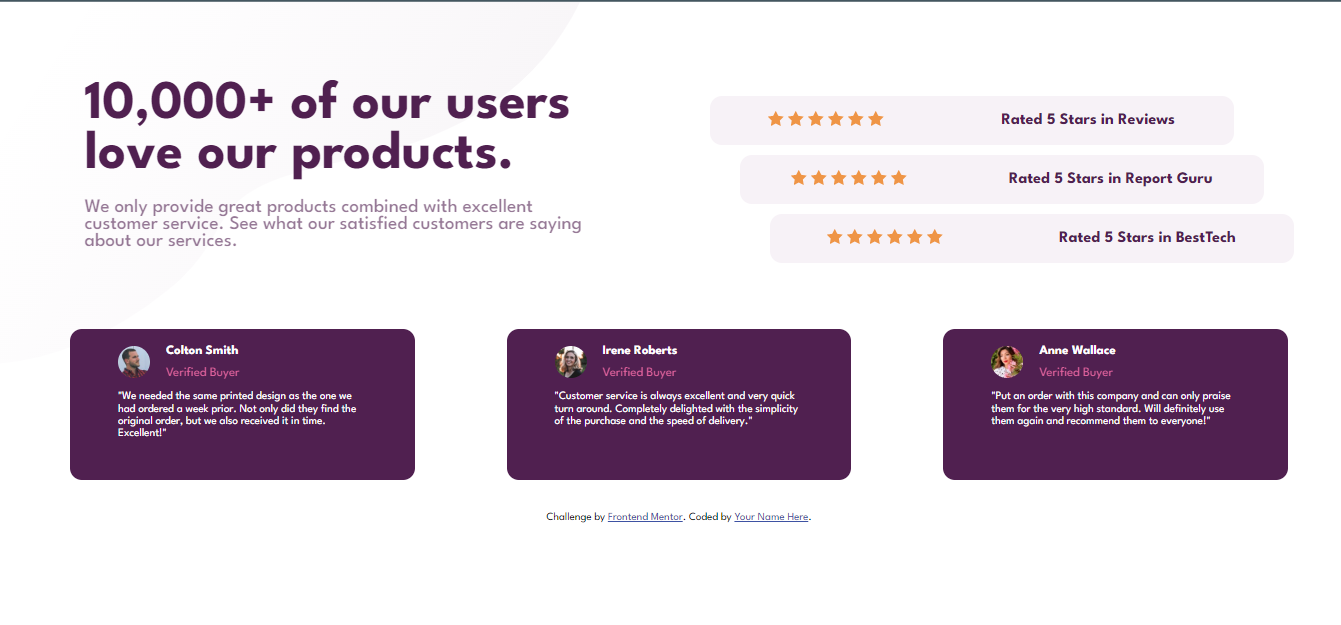 10,000+ of our users
love our products.
We only provide great products combined with excellent
customer service. See what our satisfied customers are saying
about our services.
Rated 5 Stars in Reviews
Rated 5 Stars in Report Guru
Rated 5 Stars in BestTech
Colton Smith
Verified Buyer
"We needed the same printed design as the one we
had ordered a week prior. Not only did they find the
original order, but we also received it in time.
Excellent!"
Irene Roberts
Verified Buyer
"Customer service is always excellent and very quick
turn around. Completely delighted with the simplicity
of the purchase and the speed of delivery."
Anne Wallace
Verified Buyer
"Put an order with this company and can only praise
them for the very high standard. Will definitely use
them again and recommend them to everyone!"
Challenge by Frontend Mentor. Coded by Your Name Here.